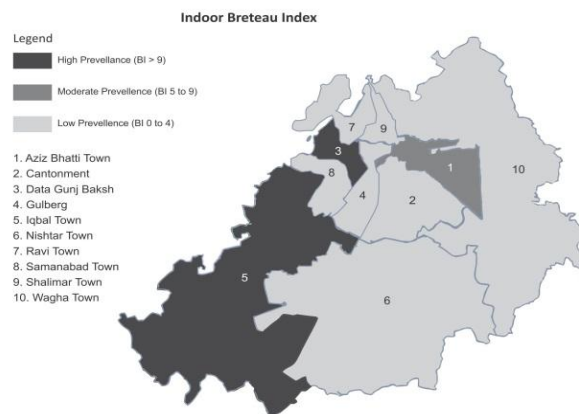 Indoor Breteau Index
Legend
High Prevellance (BI > 9)
Moderate Prevellence (BI 5 to 9)
Low Prevellence (BI 0 to 4)
1. Aziz Bhatti Town
2. Cantonment
3. Data Gunj Baksh
4. Gulberg
5. Iqbal Town
6. Nishtar Town
7. Ravi Town
8. Samanabad Town
9. Shalimar Town
10. Wagha Town
7
9
3
8
1
10
4
2
5
6